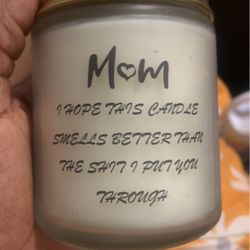 Mom
I HOPE THIS CANDLE
SMELLS BETTER THAN
THE SHIT I PUT YOU
THROUGH